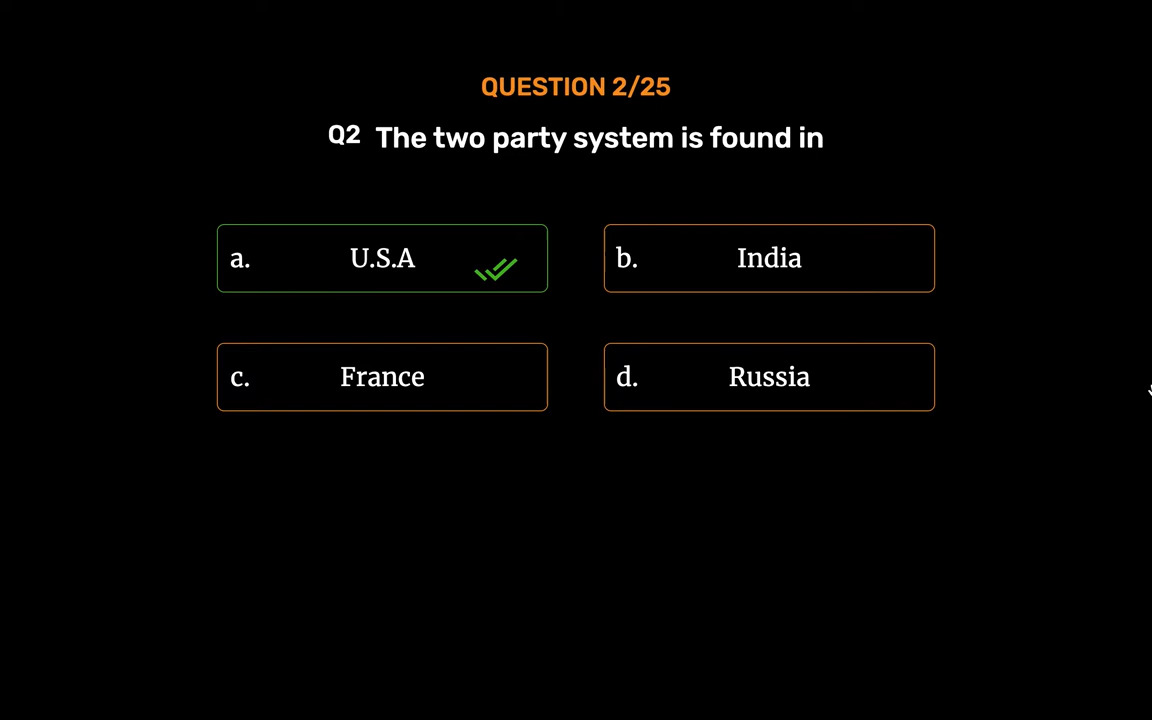 QUESTION 2/25
Q2 The two party system is found in
a. U.S.A
b. India
c. France
d. Russia